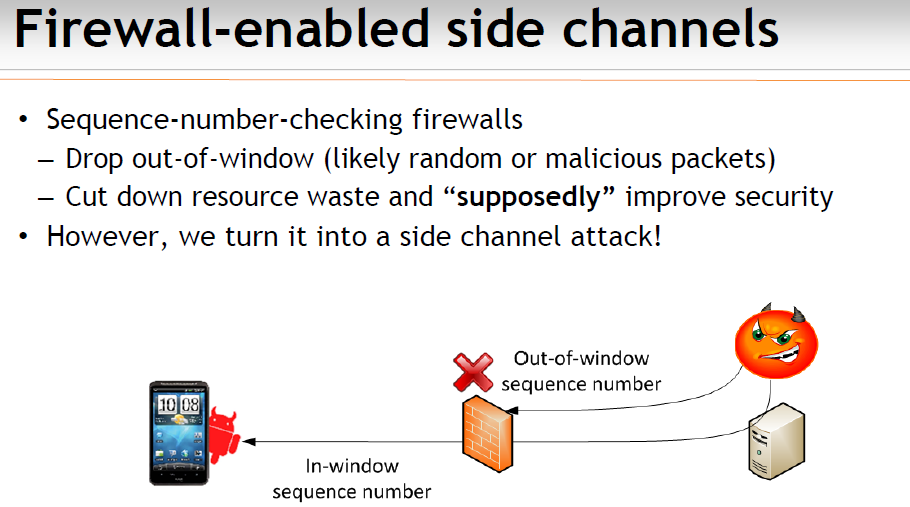 Firewall-enabled side channels
• Sequence-number-checking firewalls
– Drop out-of-window (likely random or malicious packets)
– Cut down resource waste and “supposedly” improve security
• However, we turn it into a side channel attack!
Out-of-window
sequence number
10 08
In-window
sequence number